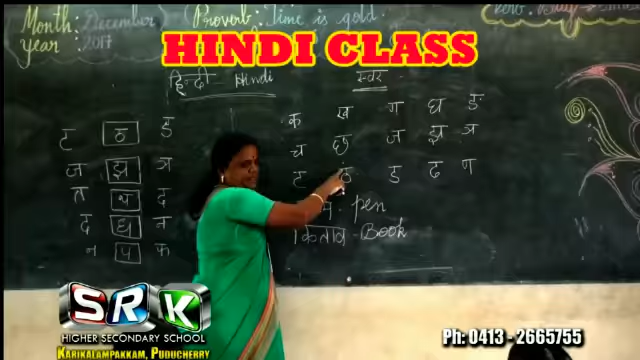 Month: December
year: 2017
Proverb: Time is gold.
HINDI CLASS
हिन्दी - Hindi
स्वर
ट ठ ड
ज झ ञ
त थ द
द ध न
न प फ
क ख ग घ ङ
च छ ज झ ञ
ट ठ ड ढ ण
pen
किताब - Book
SRK
HIGHER SECONDARY SCHOOL
KARIKALAMPAKKAM, PUDUCHERRY
Ph: 0413 - 2665755